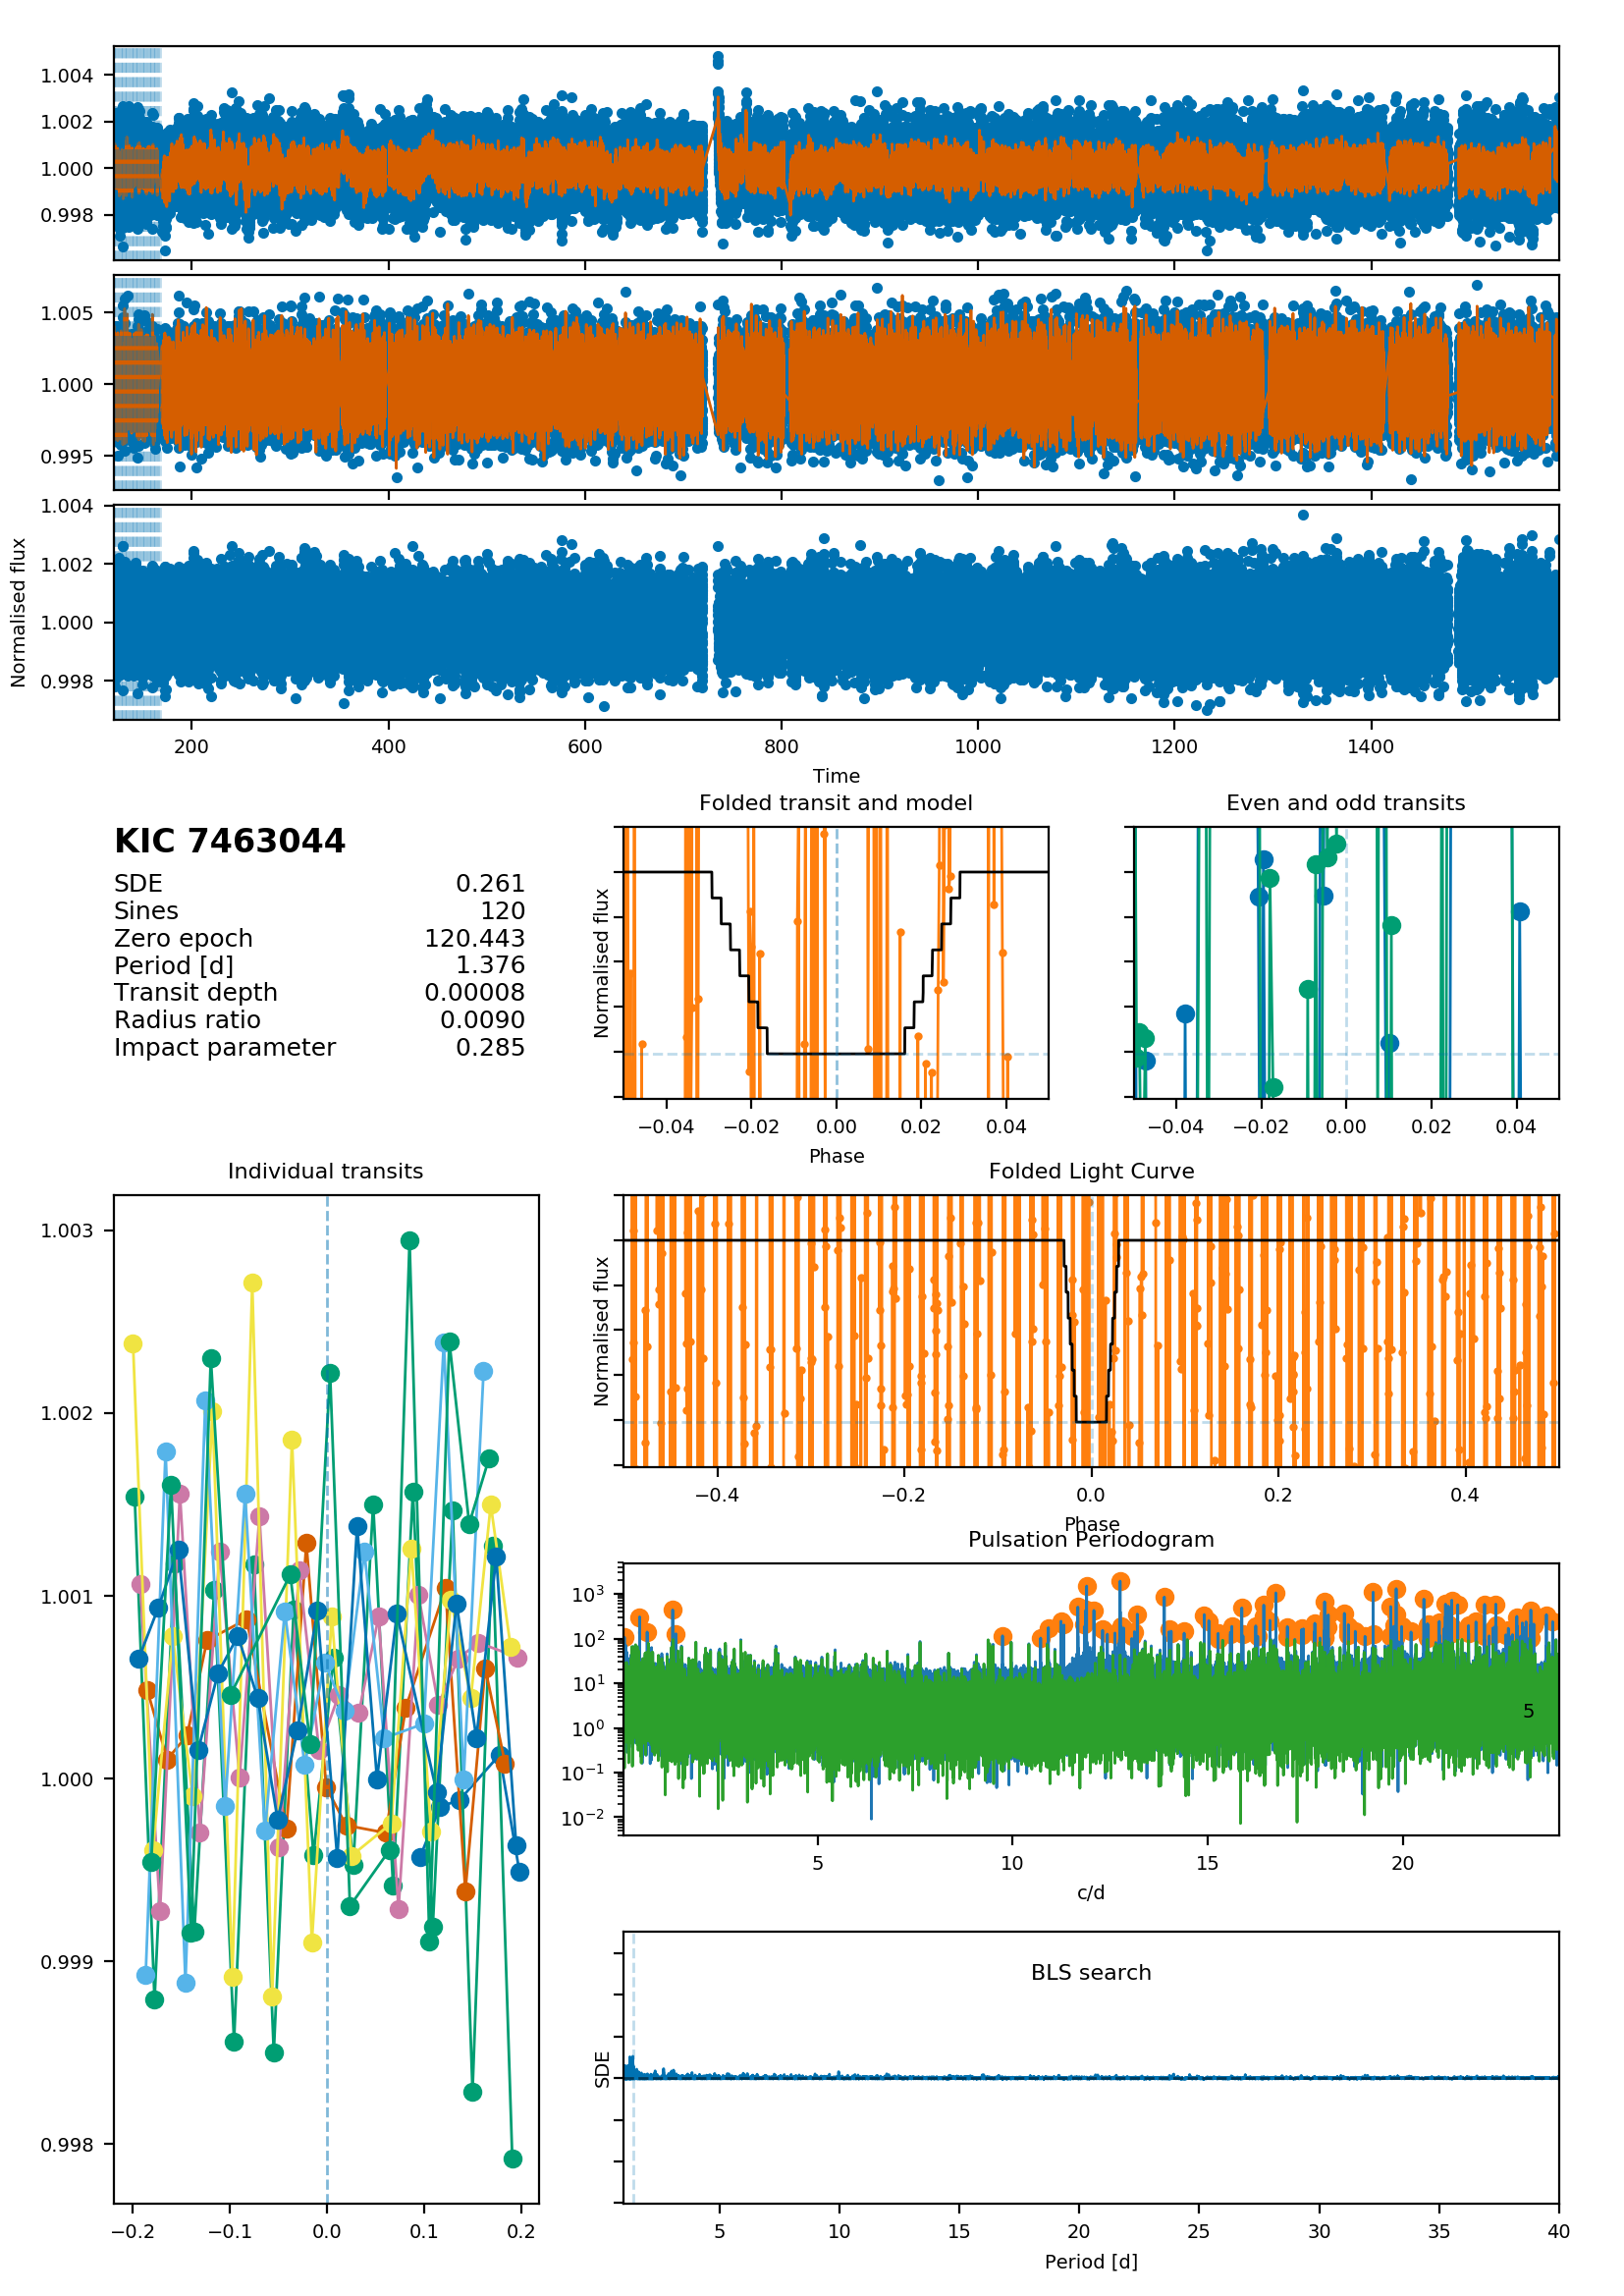 1.004
1.002
1.000
0.998
1.005
1.000
0.995
1.004
1.002
1.000
0.998
Normalised flux
200 400 600 800 1000 1200 1400
Time
KIC 7463044
SDE 0.261
Sines 120
Zero epoch 120.443
Period [d] 1.376
Transit depth 0.00008
Radius ratio 0.0090
Impact parameter 0.285
Folded transit and model
Normalised flux
−0.04 −0.02 0.00 0.02 0.04
Phase
Even and odd transits
−0.04 −0.02 0.00 0.02 0.04
Individual transits
1.003
1.002
1.001
1.000
0.999
0.998
−0.2 −0.1 0.0 0.1 0.2
Folded Light Curve
Normalised flux
−0.4 −0.2 0.0 0.2 0.4
Phase
Pulsation Periodogram
10³
10²
10¹
10⁰
10⁻¹
10⁻²
5
5 10 15 20
c/d
BLS search
SDE
5 10 15 20 25 30 35 40
Period [d]